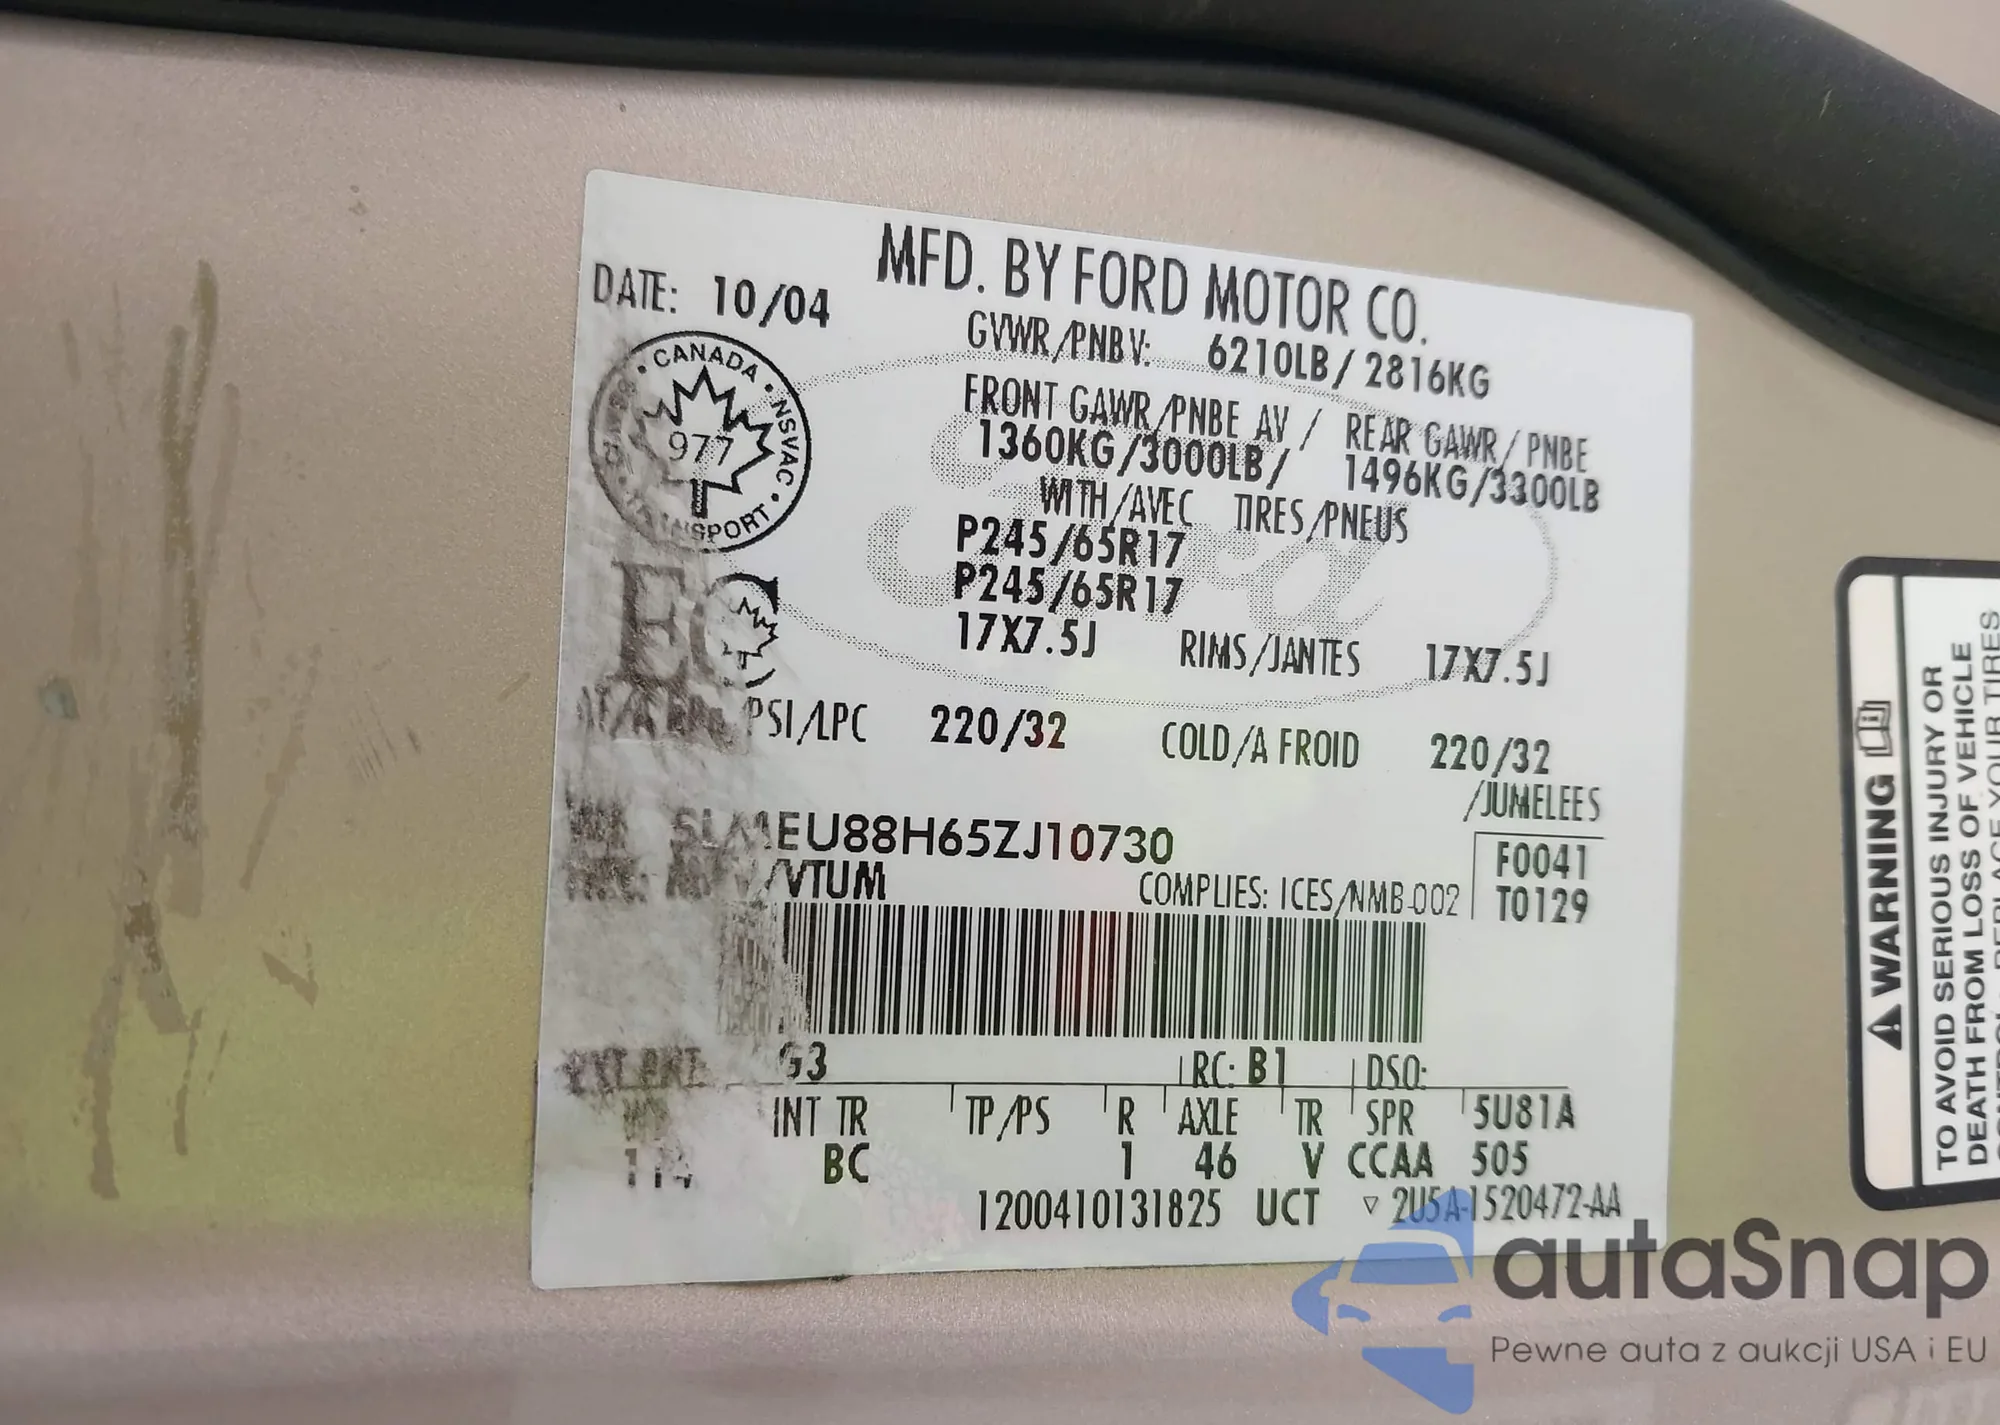 MFD. BY FORD MOTOR CO.
DATE: 10/04
GVWR/PNBV: 6210LB/2816KG
CANADA
NSVAC
TRANSPORT
977
FRONT GAWR/PNBE AV / REAR GAWR/PNBE
1360KG/3000LB/ 1496KG/3300LB
WITH/AVEC TIRES/PNEUS
P245/65R17
P245/65R17
17X7.5J RIMS/JANTES 17X7.5J
PSI/LPC 220/32 COLD/A FROID 220/32
/JUMELEES
EU88H65ZJ10730
/VTUM
COMPLIES: ICES/NMB-002
F0041
T0129
G3 RC: B1 DSO:
INT TR TP/PS R AXLE TR SPR 5U81A
BC 1 46 V CCAA 505
1200410131825 UCT ▽ 2U5A-1520472-AA
WARNING
TO AVOID SERIOUS INJURY OR
DEATH FROM LOSS OF VEHICLE
autaSnap
Pewne auta z aukcji USA i EU